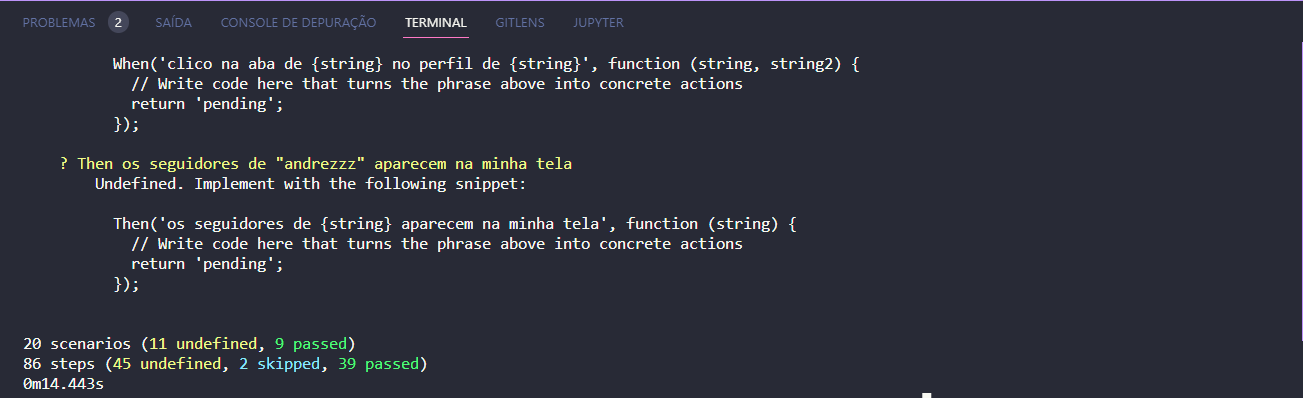 PROBLEMAS 2 SAÍDA CONSOLE DE DEPURAÇÃO TERMINAL GITLENS JUPYTER
When('clico na aba de {string} no perfil de {string}', function (string, string2) {
// Write code here that turns the phrase above into concrete actions
return 'pending';
});
? Then os seguidores de "andrezzz" aparecem na minha tela
Undefined. Implement with the following snippet:
Then('os seguidores de {string} aparecem na minha tela', function (string) {
// Write code here that turns the phrase above into concrete actions
return 'pending';
});
20 scenarios (11 undefined, 9 passed)
86 steps (45 undefined, 2 skipped, 39 passed)
0m14.443s